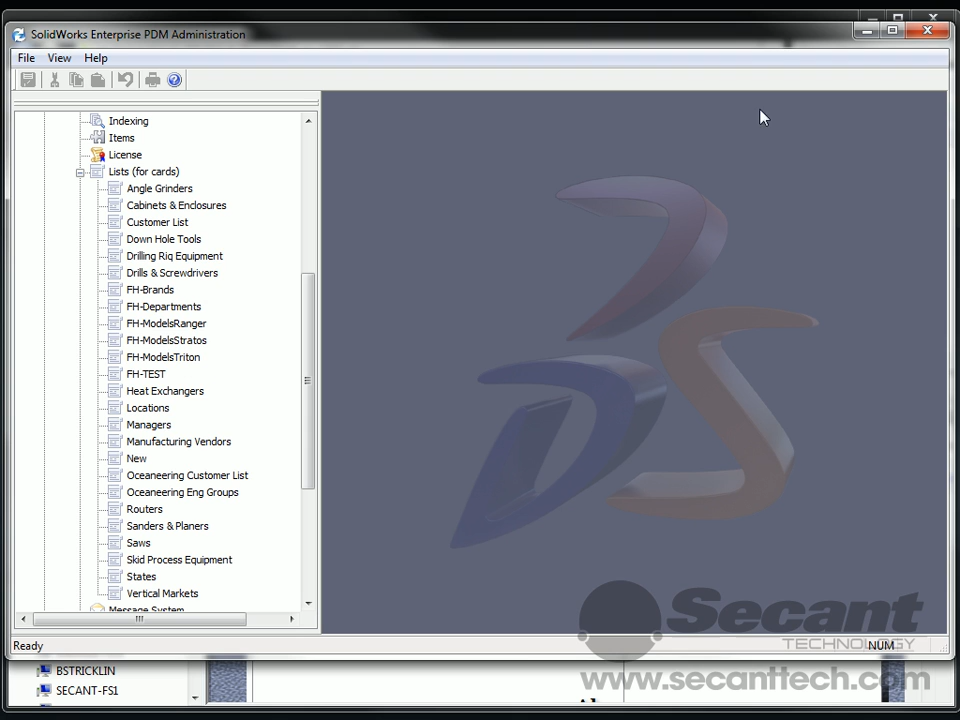 SolidWorks Enterprise PDM Administration
File View Help
Indexing
Items
License
Lists (for cards)
Angle Grinders
Cabinets & Enclosures
Customer List
Down Hole Tools
Drilling Rig Equipment
Drills & Screwdrivers
FH-Brands
FH-Departments
FH-ModelsRanger
FH-ModelsStratos
FH-ModelsTriton
FH-TEST
Heat Exchangers
Locations
Managers
Manufacturing Vendors
New
Oceaneering Customer List
Oceaneering Eng Groups
Routers
Sanders & Planers
Saws
Skid Process Equipment
States
Vertical Markets
Message System
Secant
TECHNOLOGY
Ready NUM
BSTRICKLIN
SECANT-FS1
www.secanttech.com